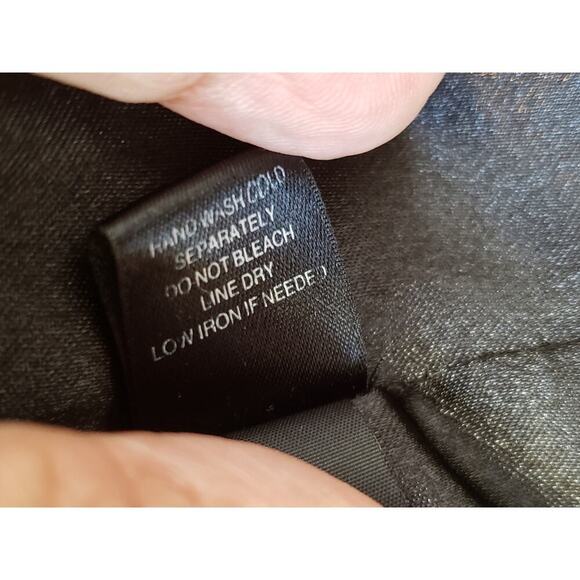 HAND WASH COLD
SEPARATELY
DO NOT BLEACH
LINE DRY
LOW IRON IF NEEDED